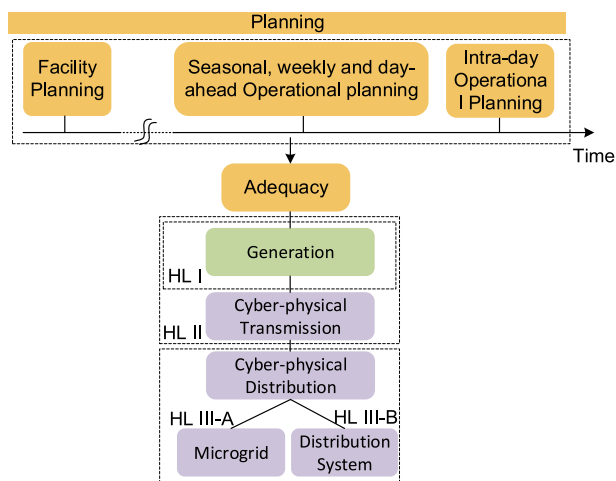 Planning
Facility
Planning
Seasonal, weekly and day-
ahead Operational planning
Intra-day
Operationa
l Planning
Time
Adequacy
Generation
HL I
Cyber-physical
Transmission
HL II
Cyber-physical
Distribution
HL III-A
HL III-B
Microgrid
Distribution
System